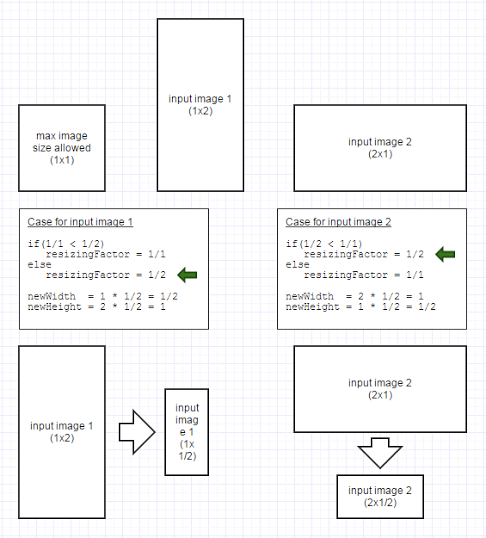 input image 1
(1x2)
max image
size allowed
(1x1)
input image 2
(2x1)
Case for input image 1
if(1/1 < 1/2)
resizingFactor = 1/1
else
resizingFactor = 1/2
newWidth = 1 * 1/2 = 1/2
newHeight = 2 * 1/2 = 1
Case for input image 2
if(1/2 < 1/1)
resizingFactor = 1/2
else
resizingFactor = 1/1
newWidth = 2 * 1/2 = 1
newHeight = 1 * 1/2 = 1/2
input image 1
(1x2)
input
imag
e 1
(1x
1/2)
input image 2
(2x1)
input image 2
(2x1/2)